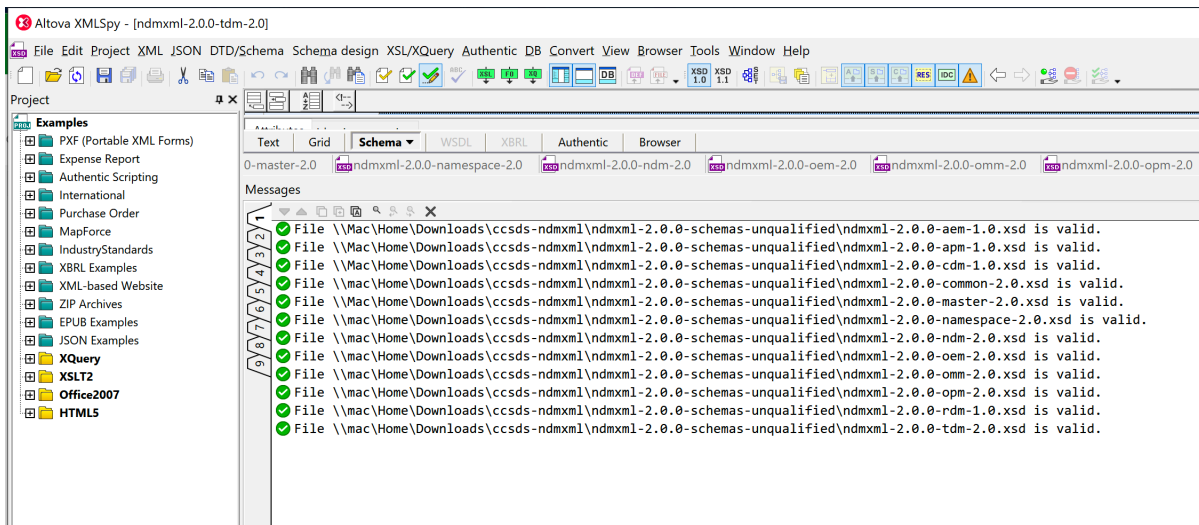 Altova XMLSpy - [ndmxml-2.0.0-tdm-2.0]
File Edit Project XML JSON DTD/Schema Schema design XSL/XQuery Authentic DB Convert View Browser Tools Window Help
XSL FO XQ DB XSD 1.0 XSD 1.1 RES IDC
Project
Examples
PXF (Portable XML Forms)
Expense Report
Authentic Scripting
International
Purchase Order
MapForce
IndustryStandards
XBRL Examples
XML-based Website
ZIP Archives
EPUB Examples
JSON Examples
XQuery
XSLT2
Office2007
HTML5
Text Grid Schema WSDL XBRL Authentic Browser
0-master-2.0 ndmxml-2.0.0-namespace-2.0 ndmxml-2.0.0-ndm-2.0 ndmxml-2.0.0-oem-2.0 ndmxml-2.0.0-omm-2.0 ndmxml-2.0.0-opm-2.0
Messages
1
2
3
4
5
6
7
8
9
File \\Mac\Home\Downloads\ccsds-ndmxml\ndmxml-2.0.0-schemas-unqualified\ndmxml-2.0.0-aem-1.0.xsd is valid.
File \\Mac\Home\Downloads\ccsds-ndmxml\ndmxml-2.0.0-schemas-unqualified\ndmxml-2.0.0-apm-1.0.xsd is valid.
File \\Mac\Home\Downloads\ccsds-ndmxml\ndmxml-2.0.0-schemas-unqualified\ndmxml-2.0.0-cdm-1.0.xsd is valid.
File \\mac\Home\Downloads\ccsds-ndmxml\ndmxml-2.0.0-schemas-unqualified\ndmxml-2.0.0-common-2.0.xsd is valid.
File \\Mac\Home\Downloads\ccsds-ndmxml\ndmxml-2.0.0-schemas-unqualified\ndmxml-2.0.0-master-2.0.xsd is valid.
File \\mac\Home\Downloads\ccsds-ndmxml\ndmxml-2.0.0-schemas-unqualified\ndmxml-2.0.0-namespace-2.0.xsd is valid.
File \\mac\Home\Downloads\ccsds-ndmxml\ndmxml-2.0.0-schemas-unqualified\ndmxml-2.0.0-ndm-2.0.xsd is valid.
File \\mac\Home\Downloads\ccsds-ndmxml\ndmxml-2.0.0-schemas-unqualified\ndmxml-2.0.0-oem-2.0.xsd is valid.
File \\mac\Home\Downloads\ccsds-ndmxml\ndmxml-2.0.0-schemas-unqualified\ndmxml-2.0.0-omm-2.0.xsd is valid.
File \\mac\Home\Downloads\ccsds-ndmxml\ndmxml-2.0.0-schemas-unqualified\ndmxml-2.0.0-opm-2.0.xsd is valid.
File \\mac\Home\Downloads\ccsds-ndmxml\ndmxml-2.0.0-schemas-unqualified\ndmxml-2.0.0-rdm-1.0.xsd is valid.
File \\mac\Home\Downloads\ccsds-ndmxml\ndmxml-2.0.0-schemas-unqualified\ndmxml-2.0.0-tdm-2.0.xsd is valid.